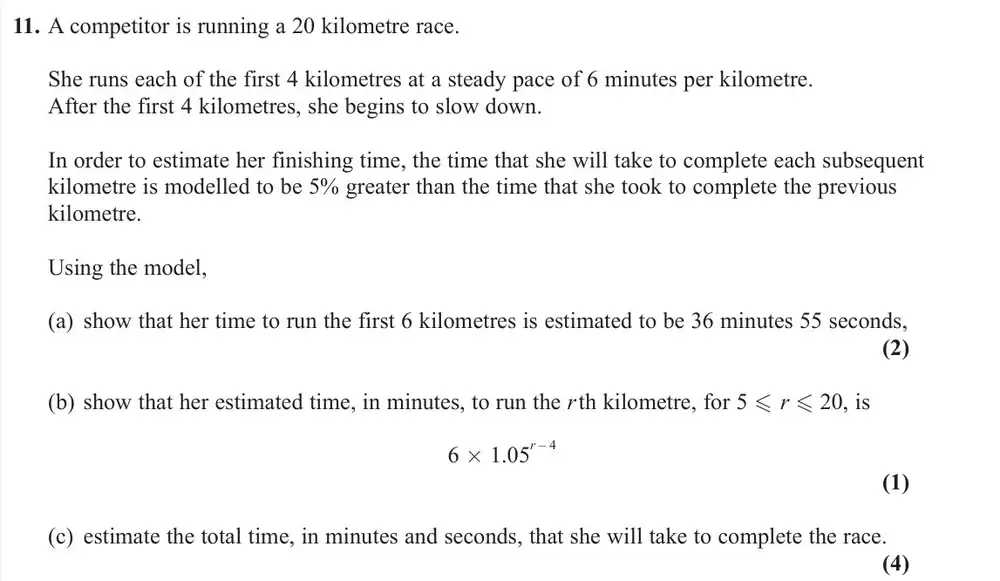 11. A competitor is running a 20 kilometre race.
She runs each of the first 4 kilometres at a steady pace of 6 minutes per kilometre.
After the first 4 kilometres, she begins to slow down.
In order to estimate her finishing time, the time that she will take to complete each subsequent
kilometre is modelled to be 5% greater than the time that she took to complete the previous
kilometre.
Using the model,
(a) show that her time to run the first 6 kilometres is estimated to be 36 minutes 55 seconds,
(2)
(b) show that her estimated time, in minutes, to run the rth kilometre, for 5 ⩽ r ⩽ 20, is
6 × 1.05^{r − 4}
(1)
(c) estimate the total time, in minutes and seconds, that she will take to complete the race.
(4)